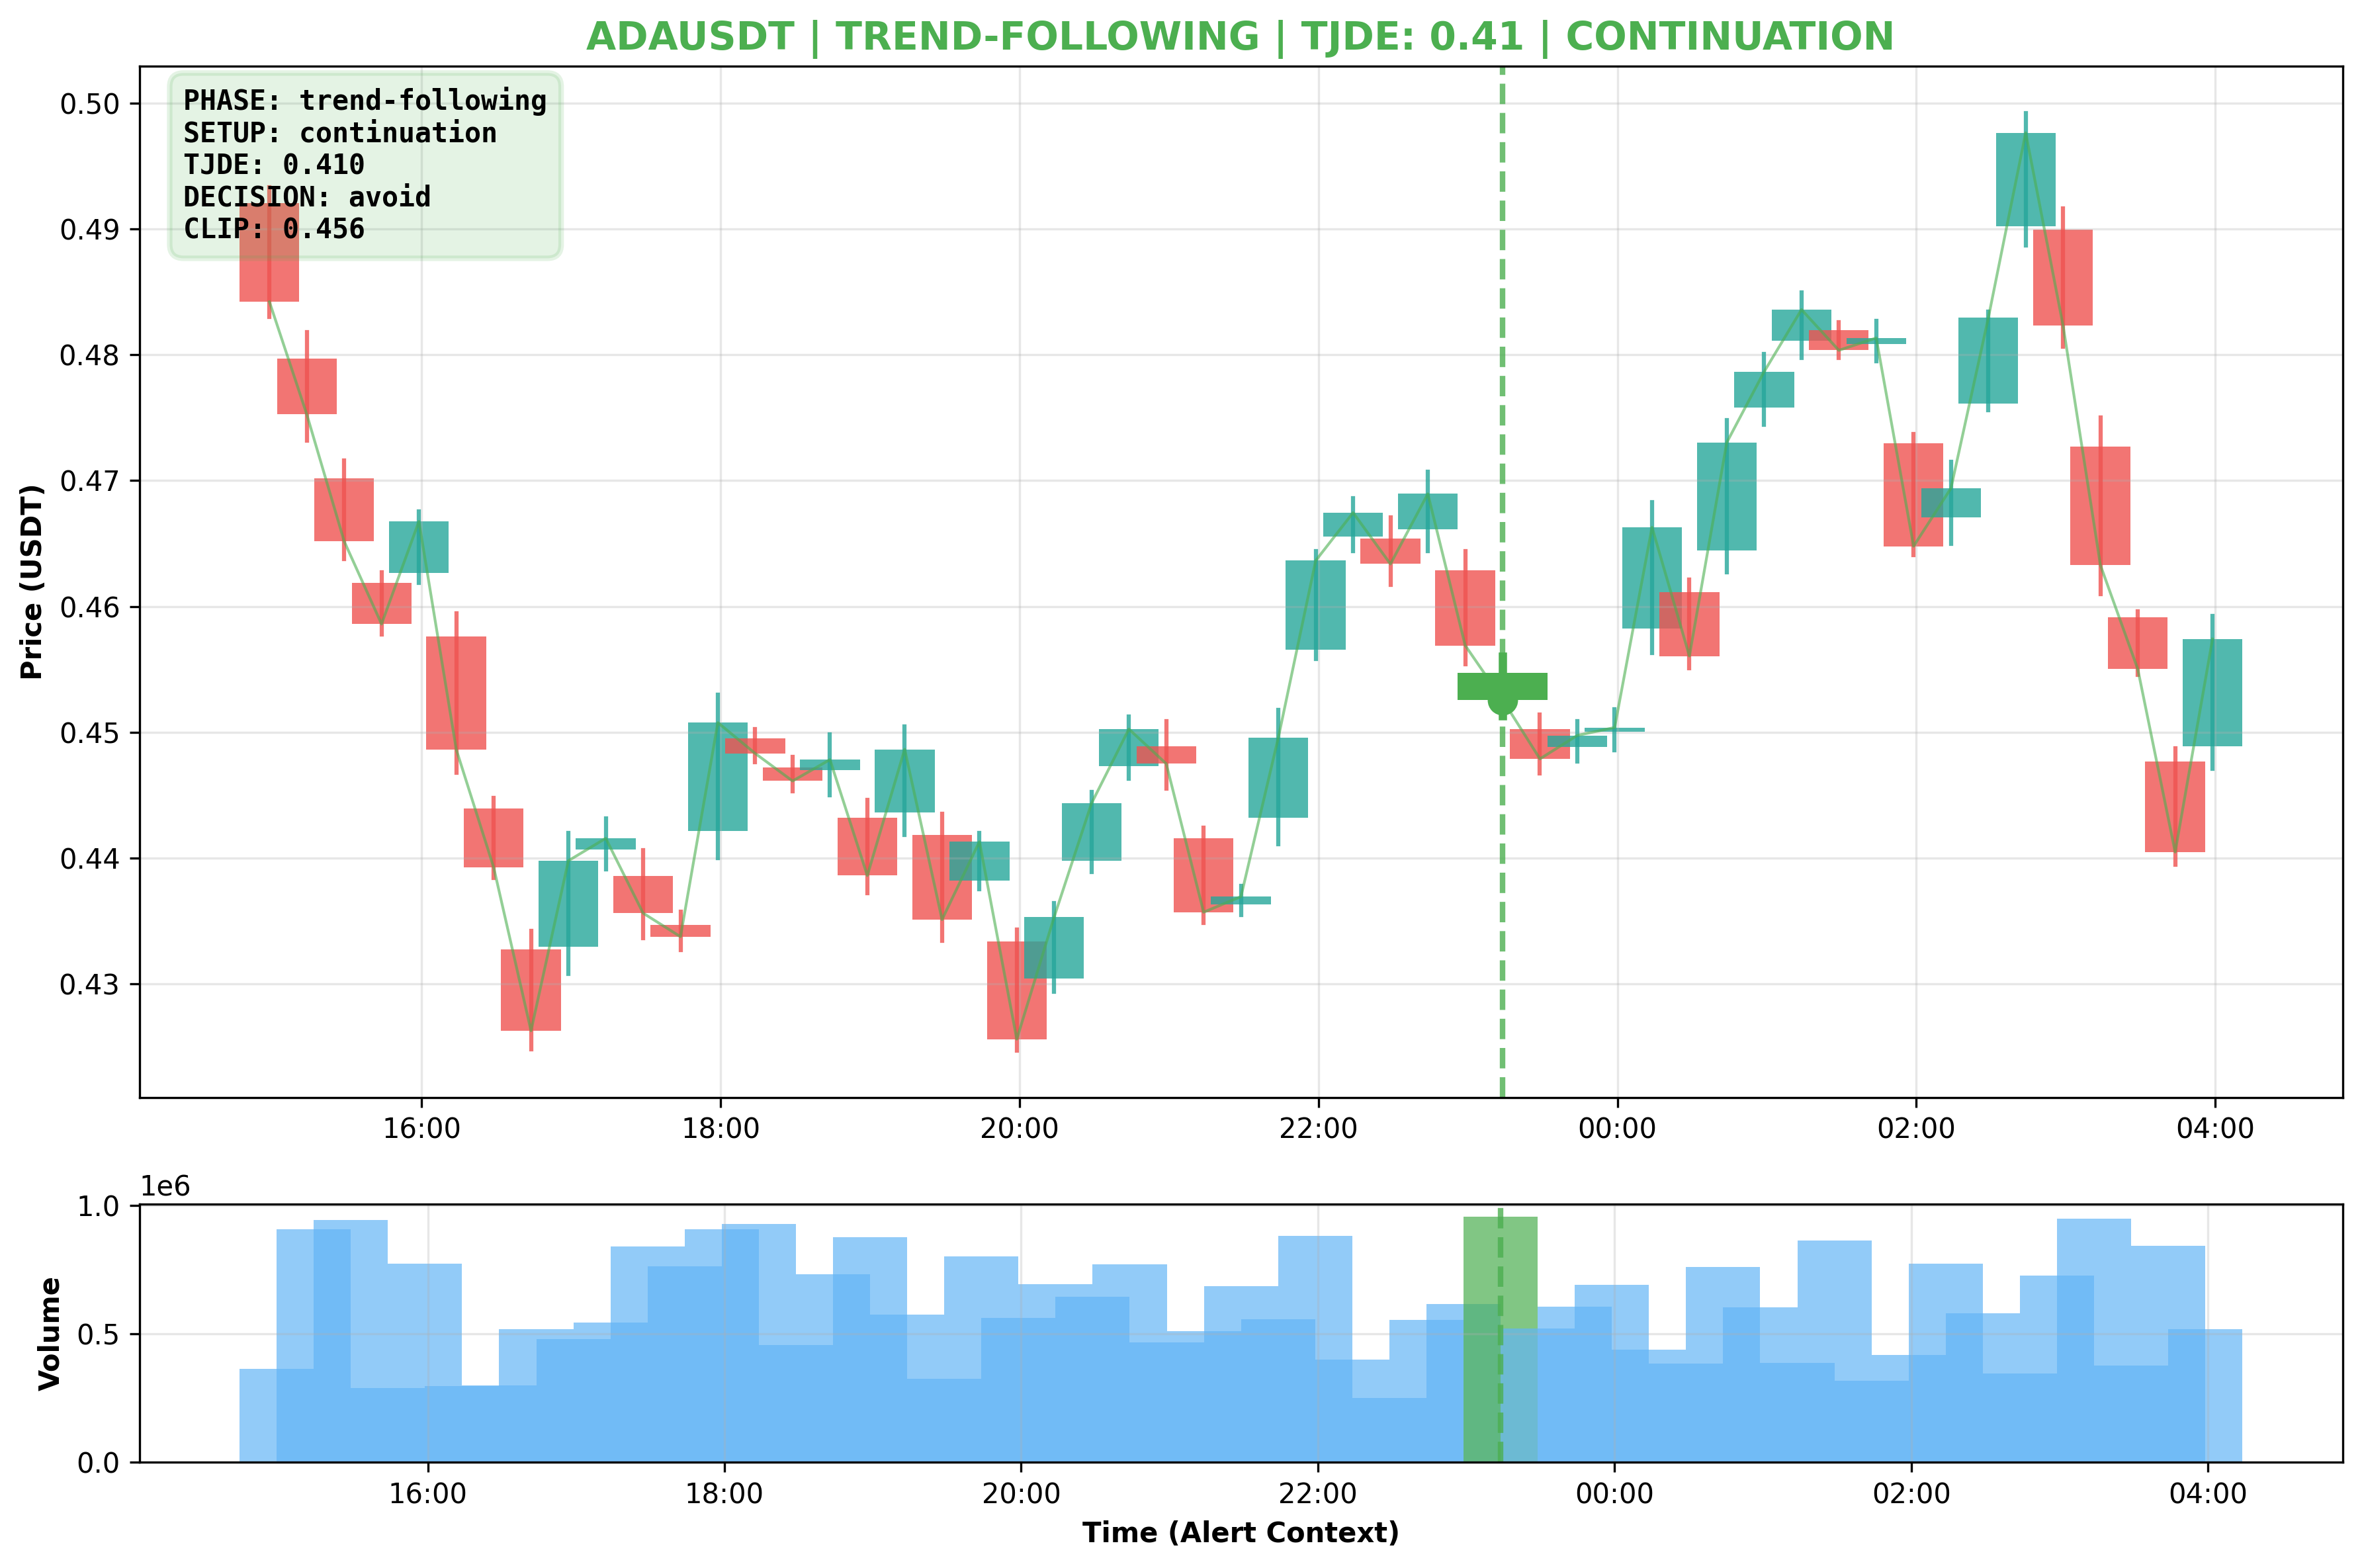 ADAUSDT | TREND-FOLLOWING | TJDE: 0.41 | CONTINUATION
PHASE: trend-following
SETUP: continuation
TJDE: 0.410
DECISION: avoid
CLIP: 0.456
Price (USDT)
0.50
0.49
0.48
0.47
0.46
0.45
0.44
0.43
16:00 18:00 20:00 22:00 00:00 02:00 04:00
1e6
Volume
1.0
0.5
0.0
16:00 18:00 20:00 22:00 00:00 02:00 04:00
Time (Alert Context)